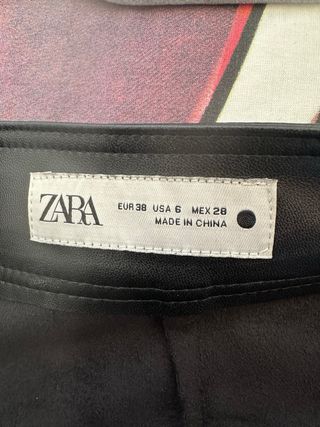 ZARA
EUR 38 USA 6 MEX 28
MADE IN CHINA